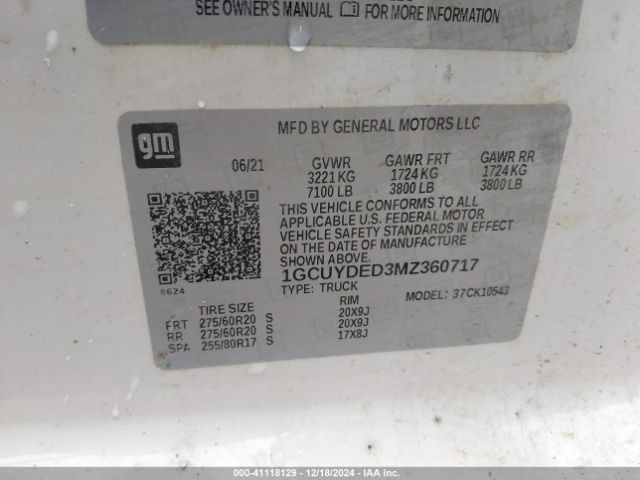 SEE OWNER'S MANUAL FOR MORE INFORMATION
gm
MFD BY GENERAL MOTORS LLC
06/21 GVWR GAWR FRT GAWR RR
3221 KG 1724 KG 1724 KG
7100 LB 3800 LB 3800 LB
THIS VEHICLE CONFORMS TO ALL
APPLICABLE U.S. FEDERAL MOTOR
VEHICLE SAFETY STANDARDS IN EFFECT
ON THE DATE OF MANUFACTURE
SHOWN ABOVE.
1GCUYDED3MZ360717
8624
TYPE: TRUCK MODEL: 37CK10543
TIRE SIZE RIM
FRT 275/60R20 S 20X9J
RR 275/60R20 S 20X9J
SPA 255/80R17 S 17X8J
000-41118129 - 12/18/2024 - IAA Inc.